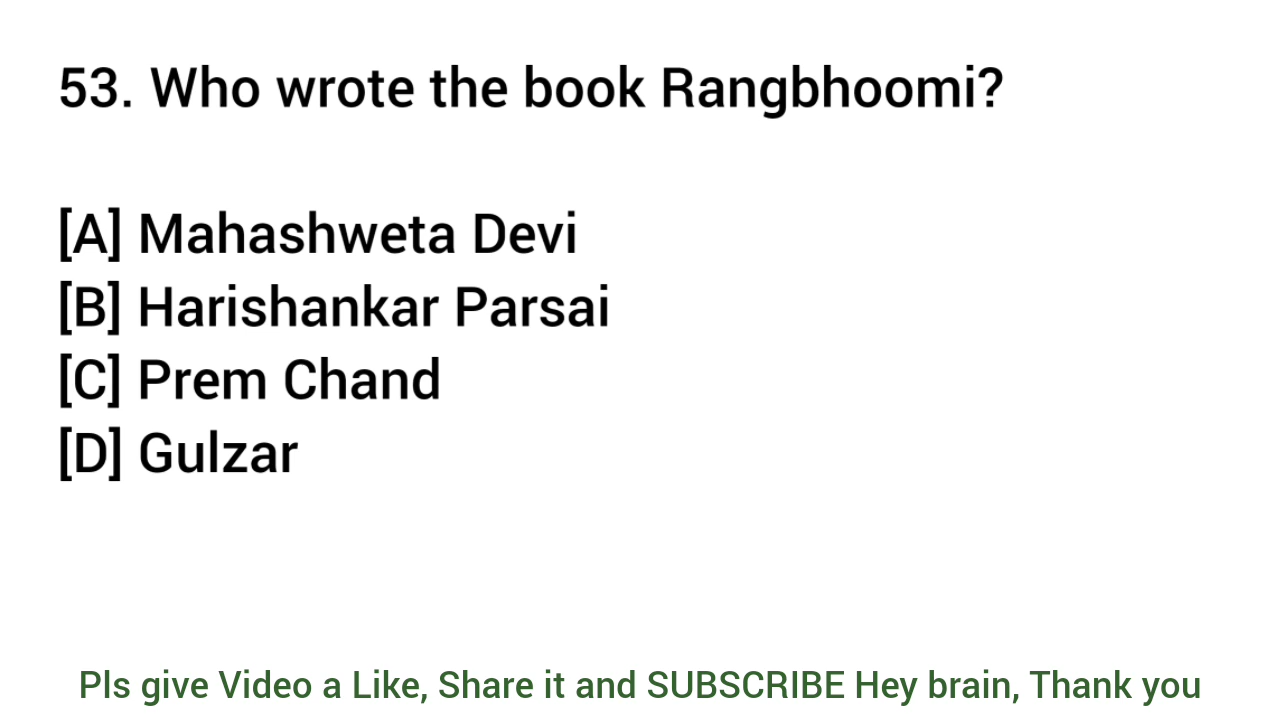 53. Who wrote the book Rangbhoomi?
[A] Mahashweta Devi
[B] Harishankar Parsai
[C] Prem Chand
[D] Gulzar
Pls give Video a Like, Share it and SUBSCRIBE Hey brain, Thank you